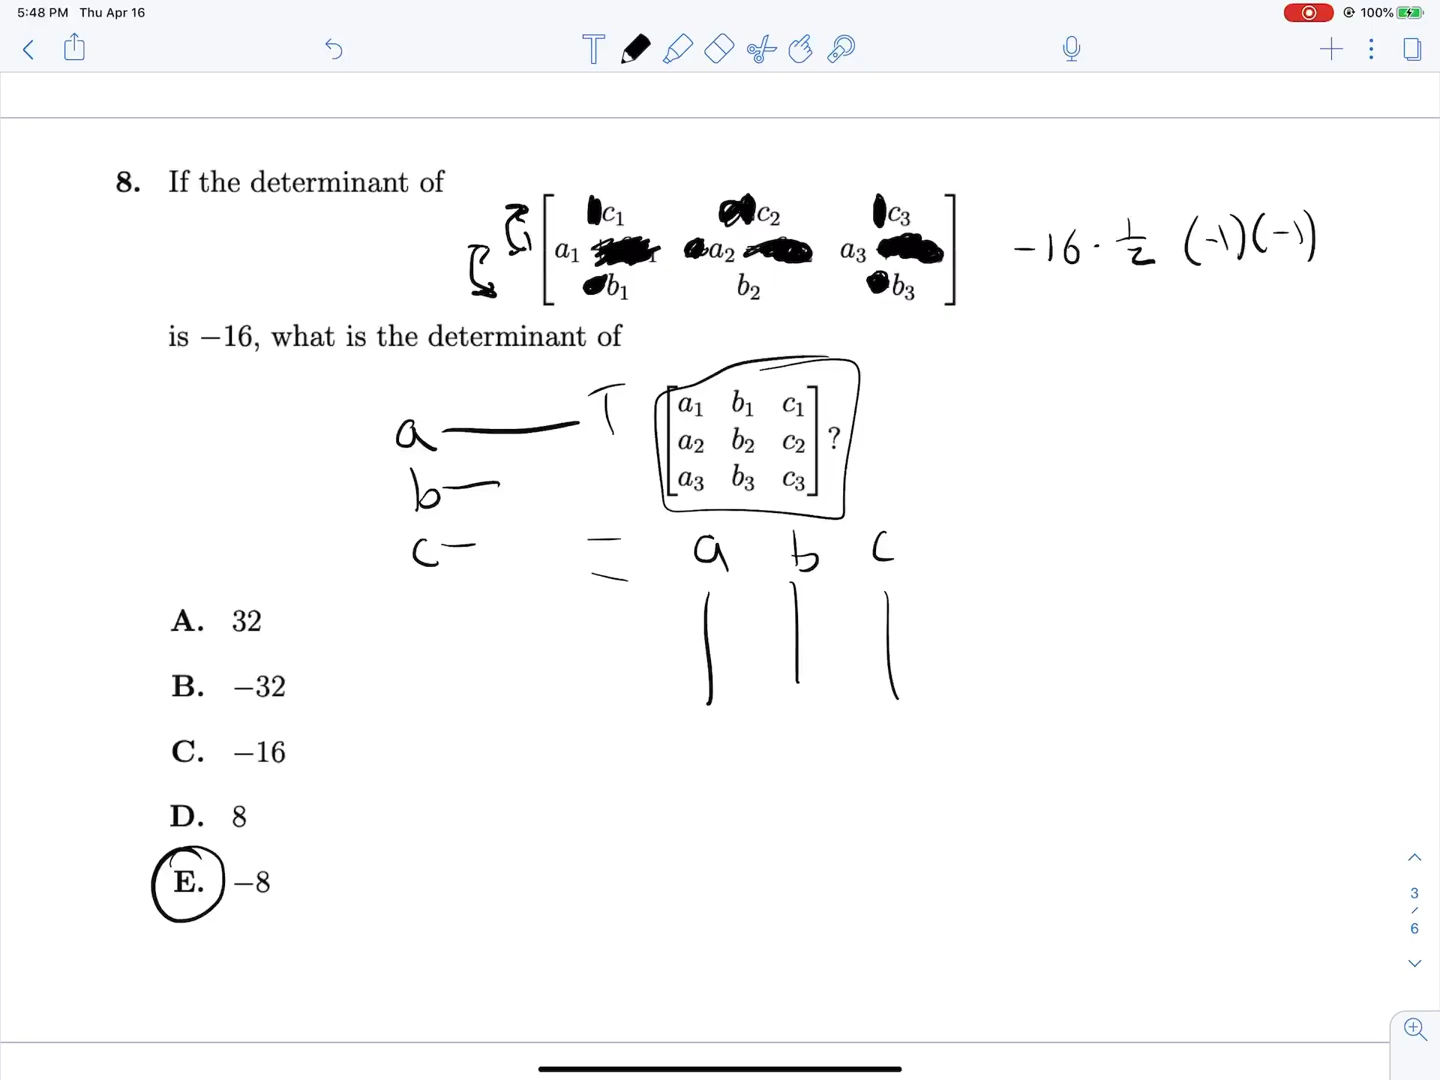 5:48 PM Thu Apr 16
100%
8. If the determinant of
c₁ c₂ c₃
a₁ a₂ a₃
b₁ b₂ b₃
−16 · 1/2 (−1)(−1)
is −16, what is the determinant of
a T
b
c
a₁ b₁ c₁
a₂ b₂ c₂ ?
a₃ b₃ c₃
= a b c
A. 32
B. −32
C. −16
D. 8
E. −8
3
/
6